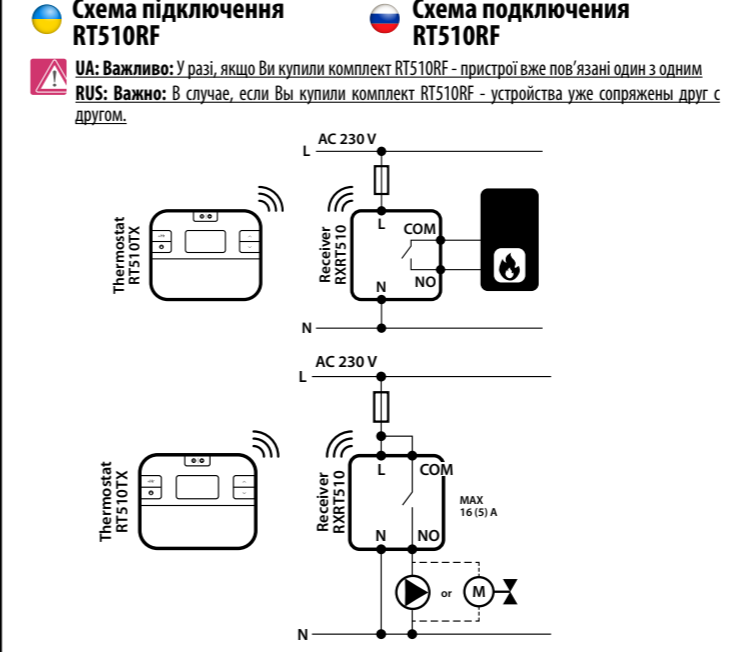 Схема підключення
RT510RF
Схема подключения
RT510RF
UA: Важливо: У разі, якщо Ви купили комплект RT510RF - пристрої вже пов’язані один з одним
RUS: Важно: В случае, если Вы купили комплект RT510RF - устройства уже сопряжены друг с
другом.
AC 230 V
L
Thermostat
RT510TX
Receiver
RXRT510
L
COM
NO
N
N
AC 230 V
L
Thermostat
RT510TX
Receiver
RXRT510
L
COM
MAX
16 (5) A
N
NO
or
M
N